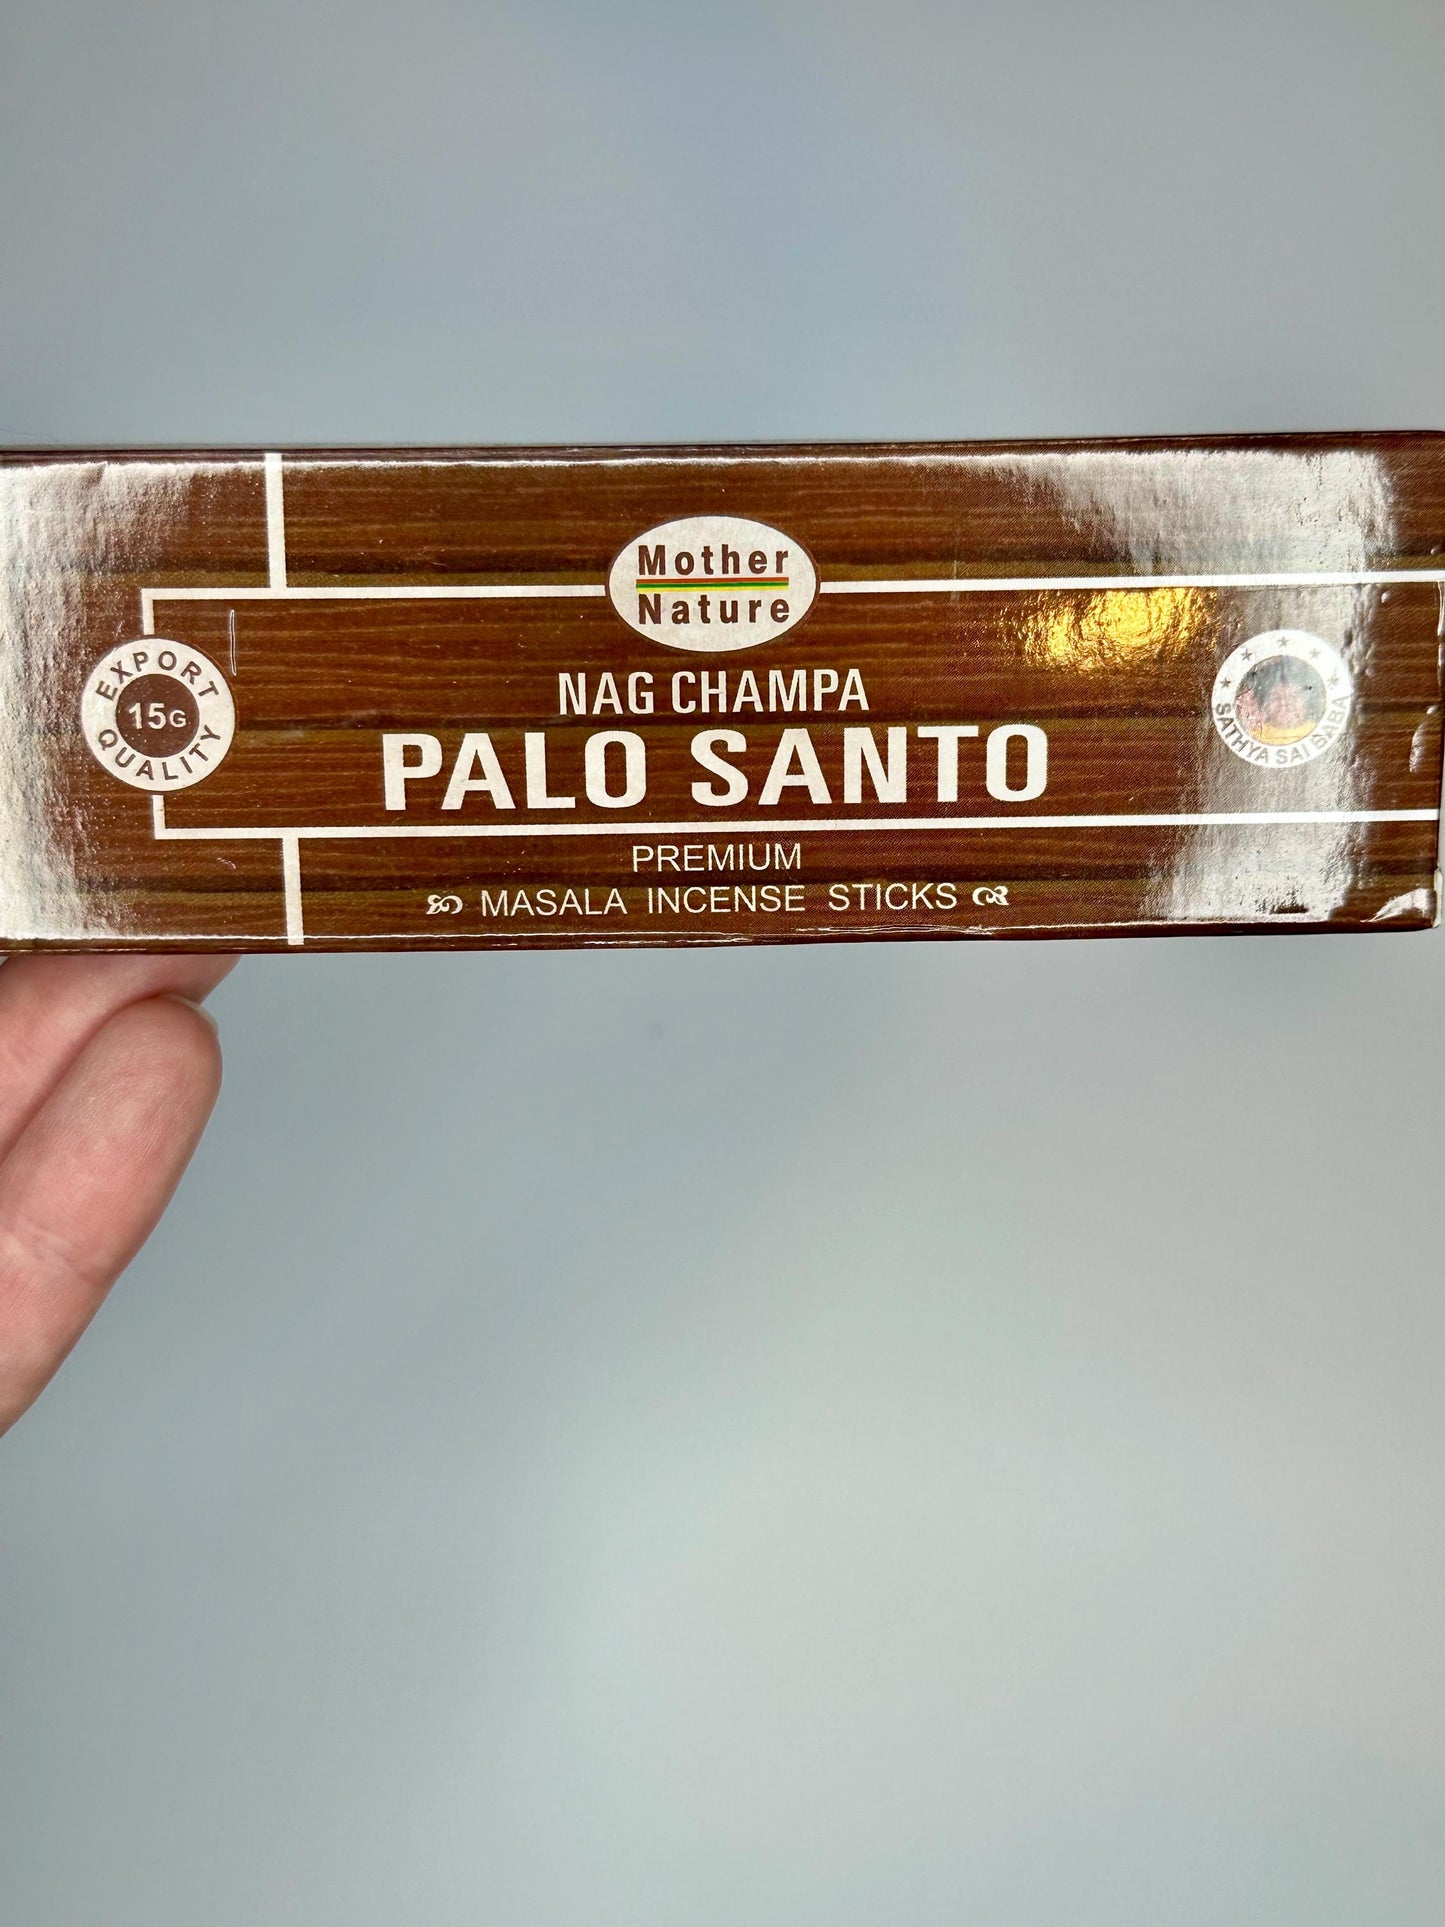 Mother
Nature
NAG CHAMPA
PALO SANTO
PREMIUM
MASALA INCENSE STICKS
EXPORT
15G
QUALITY
SATHYA SAI BABA